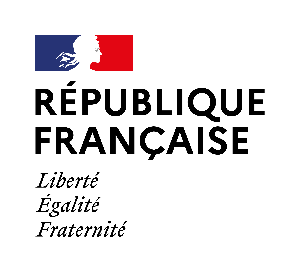 RÉPUBLIQUE
FRANÇAISE
Liberté
Égalité
Fraternité